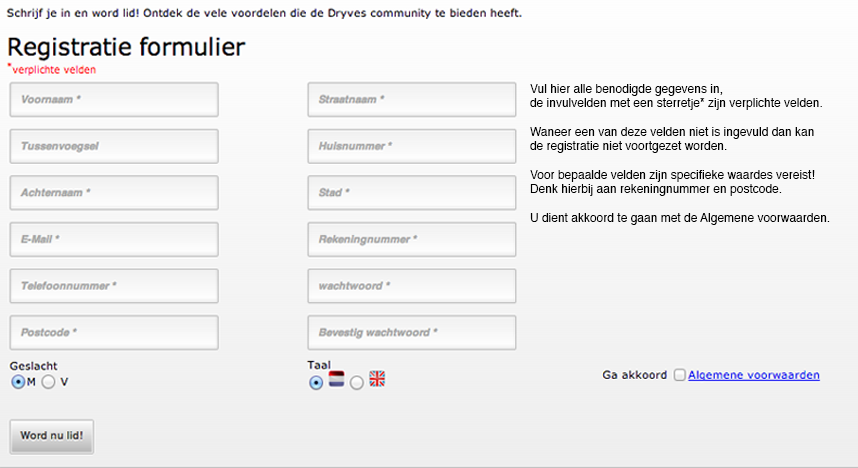 Schrijf je in en word lid! Ontdek de vele voordelen die de Dryves community te bieden heeft.
Registratie formulier
*verplichte velden
Voornaam *
Tussenvoegsel
Achternaam *
E-Mail *
Telefoonnummer *
Postcode *
Geslacht
M V
Straatnaam *
Huisnummer *
Stad *
Rekeningnummer *
wachtwoord *
Bevestig wachtwoord *
Taal
Vul hier alle benodigde gegevens in,
de invulvelden met een sterretje* zijn verplichte velden.
Waneer een van deze velden niet is ingevuld dan kan
de registratie niet voortgezet worden.
Voor bepaalde velden zijn specifieke waardes vereist!
Denk hierbij aan rekeningnummer en postcode.
U dient akkoord te gaan met de Algemene voorwaarden.
Ga akkoord Algemene voorwaarden
Word nu lid!